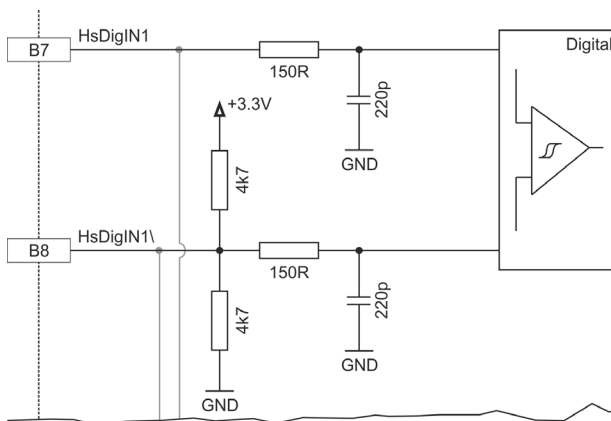 HsDigIN1
B7
Digital
150R
220p
+3.3V
GND
4k7
HsDigIN1\
B8
150R
4k7
220p
GND
GND